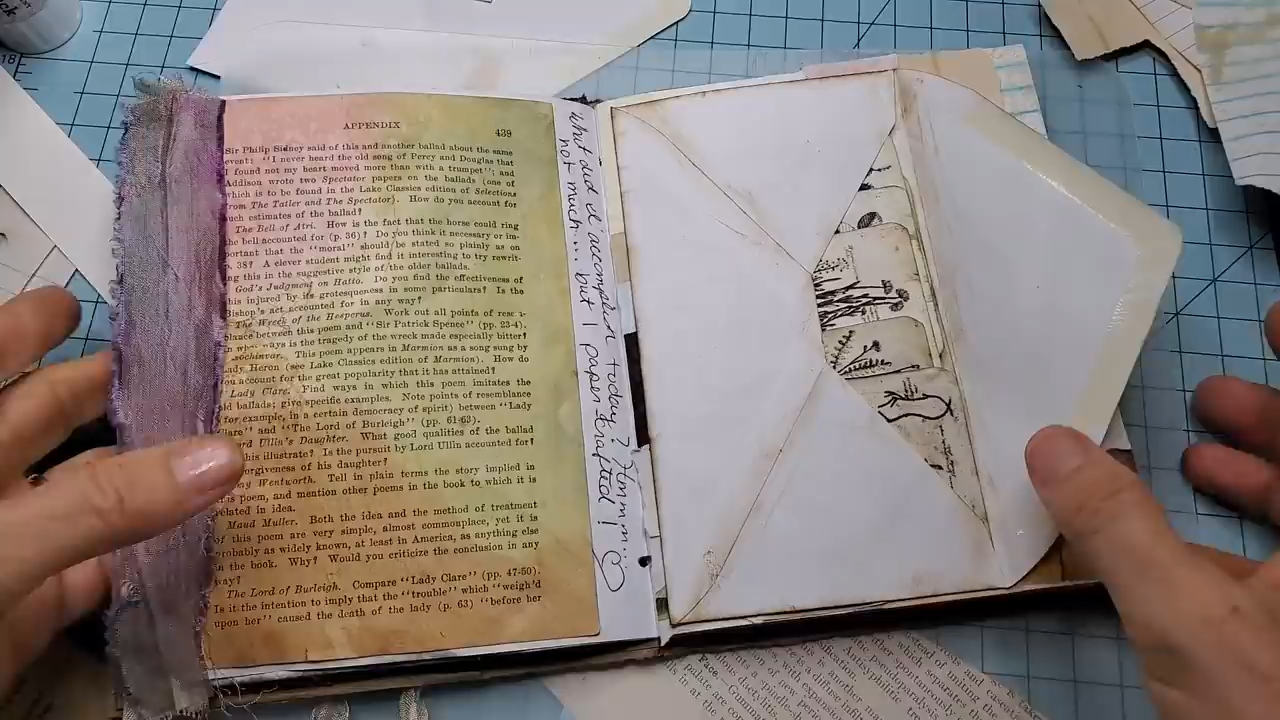 APPENDIX 439
Sir Philip Sidney said of this and another ballad about the same
event: "I never heard the old song of Percy and Douglas that
I found not my heart moved more than with a trumpet"; and
Addison wrote two Spectator papers on the ballads (one of
which is to be found in the Lake Classics edition of Selections
from The Tatler and The Spectator). How do you account for
such estimates of the ballad?
The Bell of Atri. How is the fact that the horse could ring
the bell accounted for (p. 36)? Do you think it necessary or im-
portant that the "moral" should be stated so plainly as on
p. 38? A clever student might find it interesting to try rewrit-
ing this in the suggestive style of the older ballads.
God's Judgment on Hatto. Do you find the effectiveness of
this injured by its grotesqueness in some particulars? Is the
Bishop's act accounted for in any way?
The Wreck of the Hesperus. Work out all points of resem-
blance between this poem and "Sir Patrick Spence" (pp. 23-4).
In what ways is the tragedy of the wreck made especially bitter?
Lochinvar. This poem appears in Marmion as a song sung by
Lady Heron (see Lake Classics edition of Marmion). How do
you account for the great popularity that it has attained?
Lady Clare. Find ways in which this poem imitates the
old ballads; give specific examples. Note points of resemblance
(for example, in a certain democracy of spirit) between "Lady
Clare" and "The Lord of Burleigh" (pp. 61-63).
ord Ullin's Daughter. What good qualities of the ballad
this illustrate? Is the pursuit by Lord Ullin accounted for?
forgiveness of his daughter?
my Wentworth. Tell in plain terms the story implied in
this poem, and mention other poems in the book to which it is
related in idea.
Maud Muller. Both the idea and the method of treatment
of this poem are very simple, almost commonplace, yet it is
probably as widely known, at least in America, as anything else
in the book. Why? Would you criticize the conclusion in any
way?
The Lord of Burleigh. Compare "Lady Clare" (pp. 47-50).
Is it the intention to imply that the "trouble" which "weigh'd
upon her" caused the death of the lady (p. 63) "before her
What did I accomplish today? Hmmm...
not much... but I paper crafted!
18
Face.